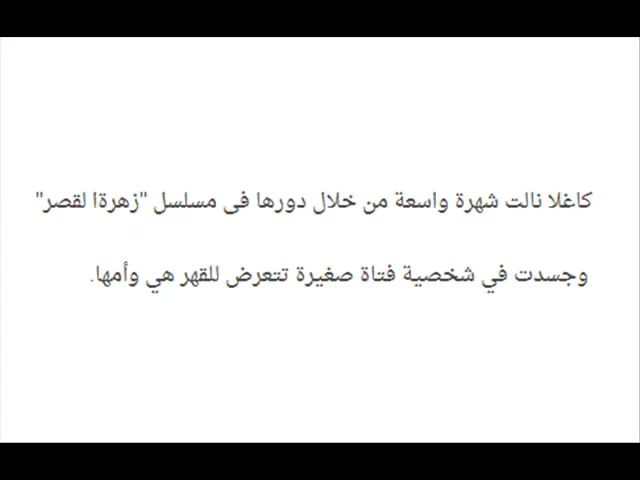 كاغلا نالت شهرة واسعة من خلال دورها فى مسلسل "زهرةا لقصر"
وجسدت في شخصية فتاة صغيرة تتعرض للقهر هي وأمها.